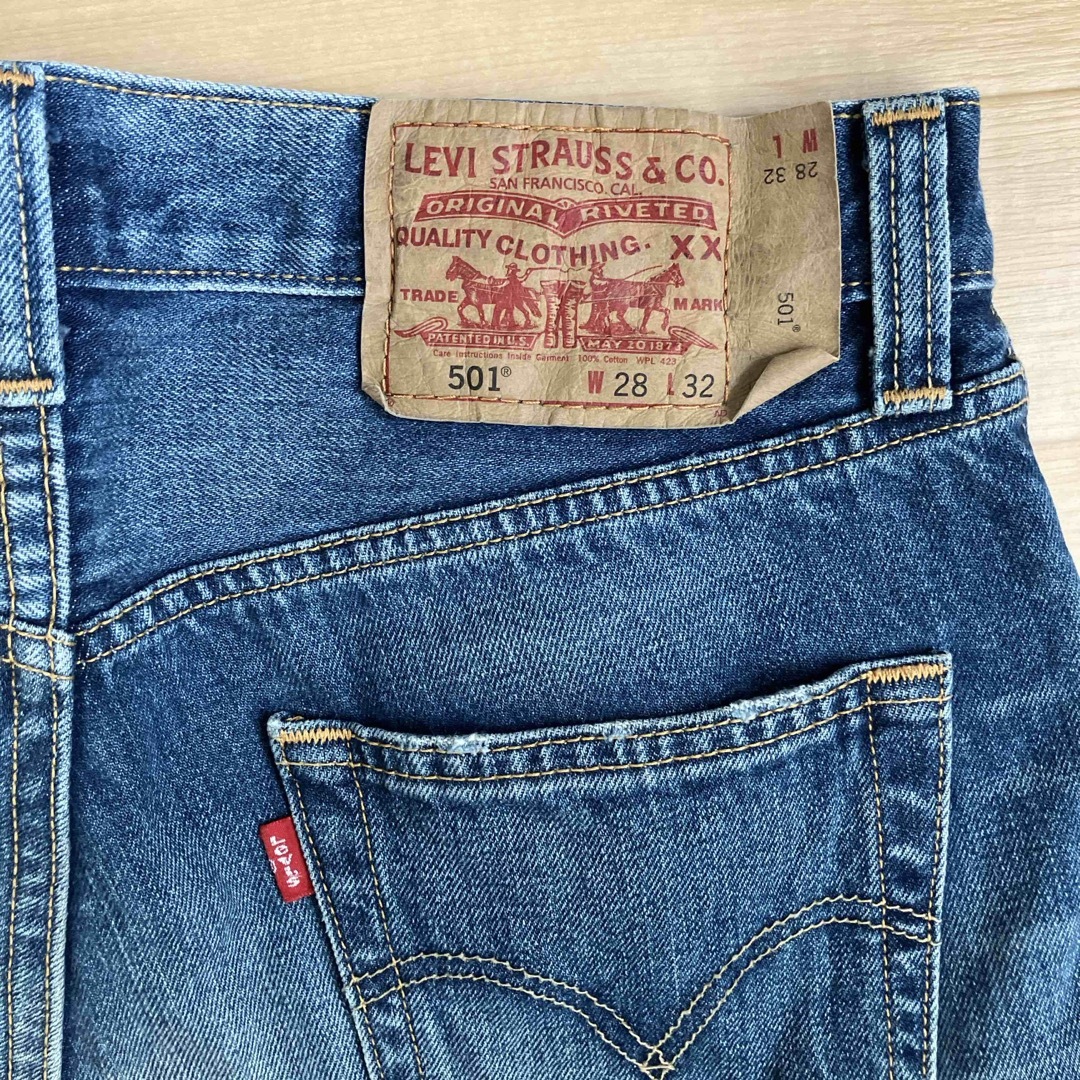 LEVI STRAUSS & CO.
SAN FRANCISCO CAL.
ORIGINAL RIVETED
QUALITY CLOTHING. XX
TRADE MARK
PATENTED IN U.S. MAY 20 1873
Care Instructions Inside Garment 100% Cotton WPL 423
501® W 28 L 32
1 M
28 32
501®
LEVI'S